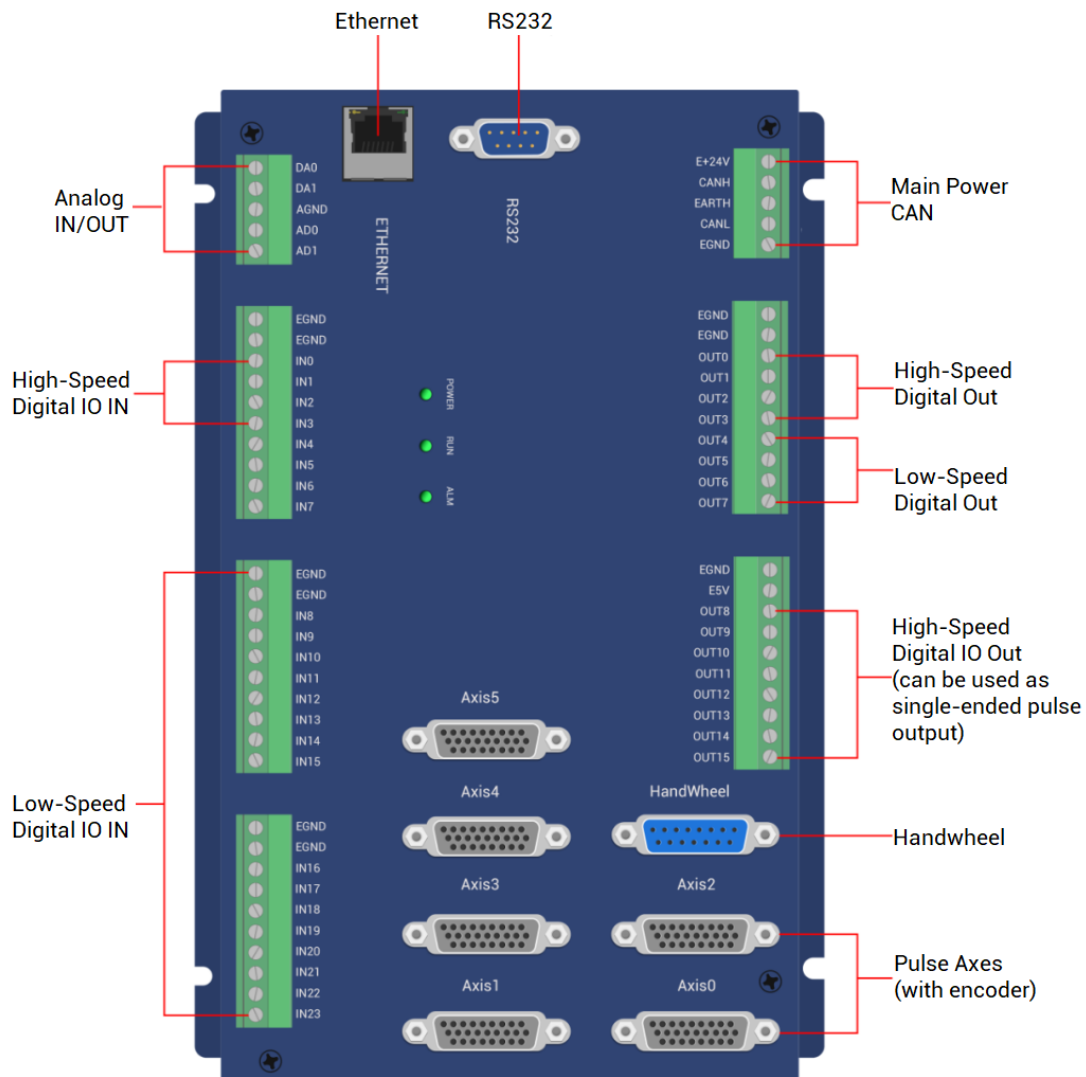 Ethernet
RS232
Analog
IN/OUT
DA0
DA1
AGND
AD0
AD1
ETHERNET
RS232
E+24V
CANH
EARTH
CANL
EGND
Main Power
CAN
High-Speed
Digital IO IN
EGND
EGND
IN0
IN1
IN2
IN3
IN4
IN5
IN6
IN7
POWER
RUN
ALM
EGND
EGND
OUT0
OUT1
OUT2
OUT3
OUT4
OUT5
OUT6
OUT7
High-Speed
Digital Out
Low-Speed
Digital Out
Low-Speed
Digital IO IN
EGND
EGND
IN8
IN9
IN10
IN11
IN12
IN13
IN14
IN15
EGND
E5V
OUT8
OUT9
OUT10
OUT11
OUT12
OUT13
OUT14
OUT15
High-Speed
Digital IO Out
(can be used as
single-ended pulse
output)
EGND
EGND
IN16
IN17
IN18
IN19
IN20
IN21
IN22
IN23
Axis5
Axis4
HandWheel
Handwheel
Axis3
Axis2
Axis1
Axis0
Pulse Axes
(with encoder)